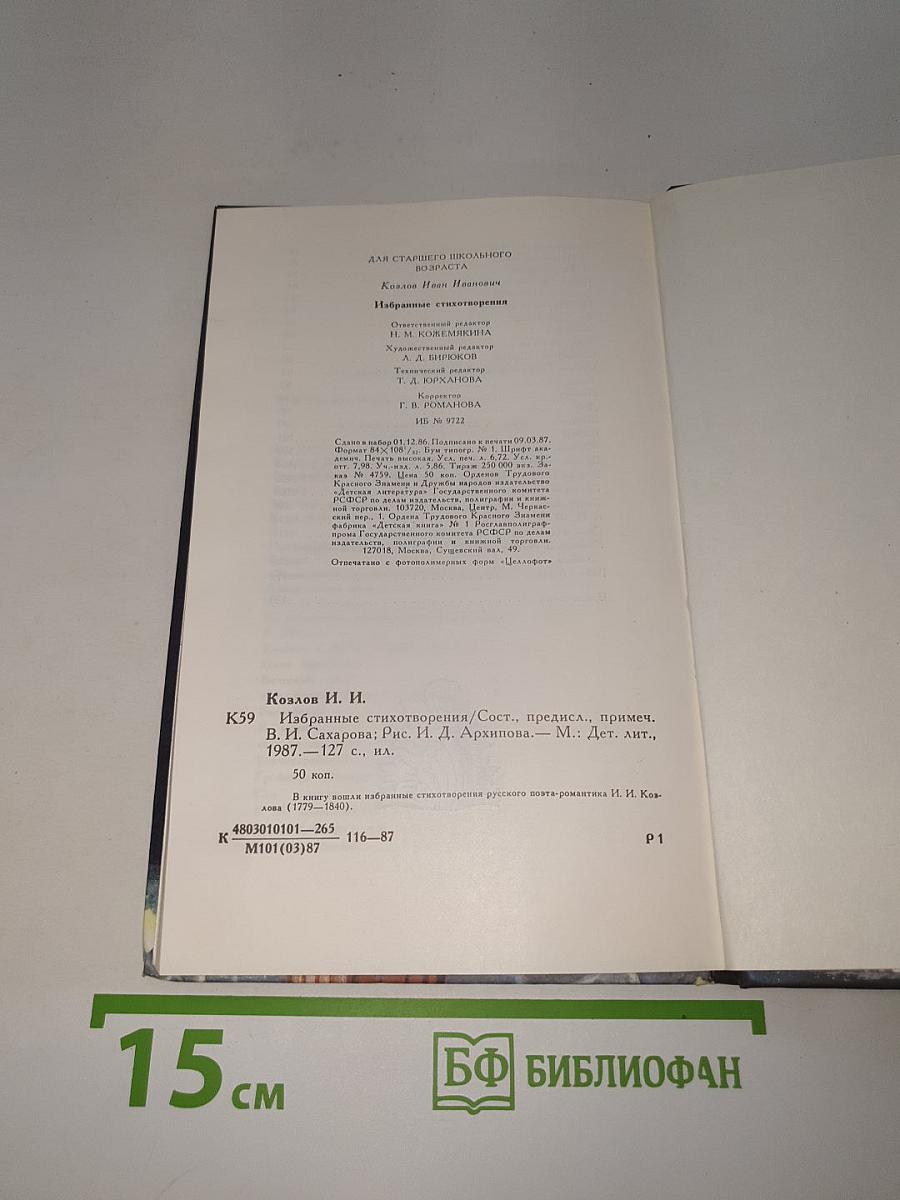 ДЛЯ СТАРШЕГО ШКОЛЬНОГО
ВОЗРАСТА
Козлов Иван Иванович
Избранные стихотворения
Ответственный редактор
Н. М. КОЖЕМЯКИНА
Художественный редактор
Л. Д. БИРЮКОВ
Технический редактор
Т. Д. ЮРХАНОВА
Корректор
Г. В. РОМАНОВА
ИБ № 9722
Сдано в набор 01.12.86. Подписано к печати 09.03.87.
Формат 84×108¹/₃₂. Бум типогр. № 1. Шрифт ака-
демич. Печать высокая. Усл. печ. л. 6,72. Усл. кр.-
отт. 7,98. Уч.-изд. л. 5,86. Тираж 250 000 экз. За-
каз № 4759. Цена 50 коп. Орденов Трудового
Красного Знамени и Дружбы народов издательство
«Детская литература» Государственного комитета
РСФСР по делам издательств, полиграфии и книж-
ной торговли. 103720, Москва, Центр, М. Черкас-
ский пер., 1. Ордена Трудового Красного Знамени
фабрика «Детская книга» № 1 Росглавполиграф-
прома Государственного комитета РСФСР по делам
издательств, полиграфии и книжной торговли.
127018, Москва, Сущевский вал, 49.
Отпечатано с фотополимерных форм «Целлофот»
Козлов И. И.
К59 Избранные стихотворения/Сост., предисл., примеч.
В. И. Сахарова; Рис. И. Д. Архипова.— М.: Дет. лит.,
1987.—127 с., ил.
50 коп.
В книгу вошли избранные стихотворения русского поэта-романтика И. И. Коз-
лова (1779—1840).
К 4803010101—265 116—87 Р1
М101(03)87
15 см
БФ БИБЛИОФАН